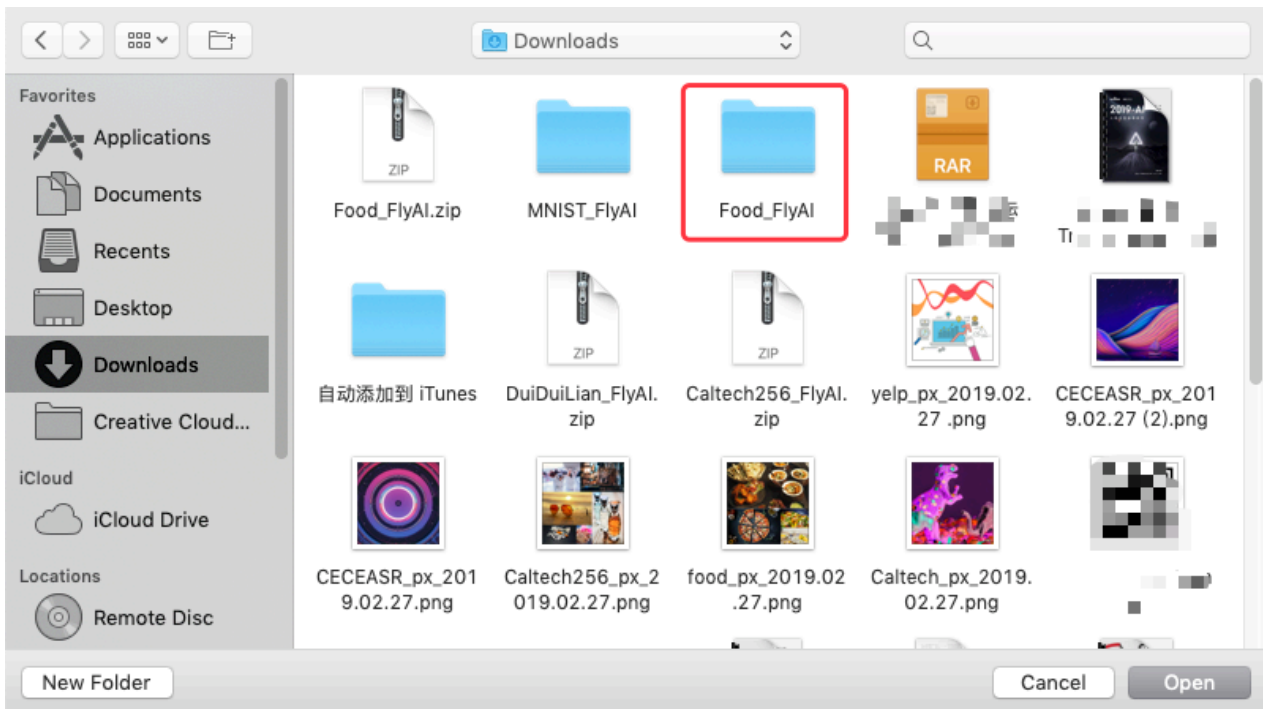 Downloads
Favorites
Applications
Documents
Recents
Desktop
Downloads
Creative Cloud...
iCloud
iCloud Drive
Locations
Remote Disc
ZIP
RAR
2019-AI
Food_FlyAI.zip
MNIST_FlyAI
Food_FlyAI
ZIP
ZIP
自动添加到 iTunes
DuiDuiLian_FlyAI.
zip
Caltech256_FlyAI.
zip
yelp_px_2019.02.
27 .png
CECEASR_px_201
9.02.27 (2).png
CECEASR_px_201
9.02.27.png
Caltech256_px_2
019.02.27.png
food_px_2019.02
.27.png
Caltech_px_2019.
02.27.png
New Folder
Cancel
Open